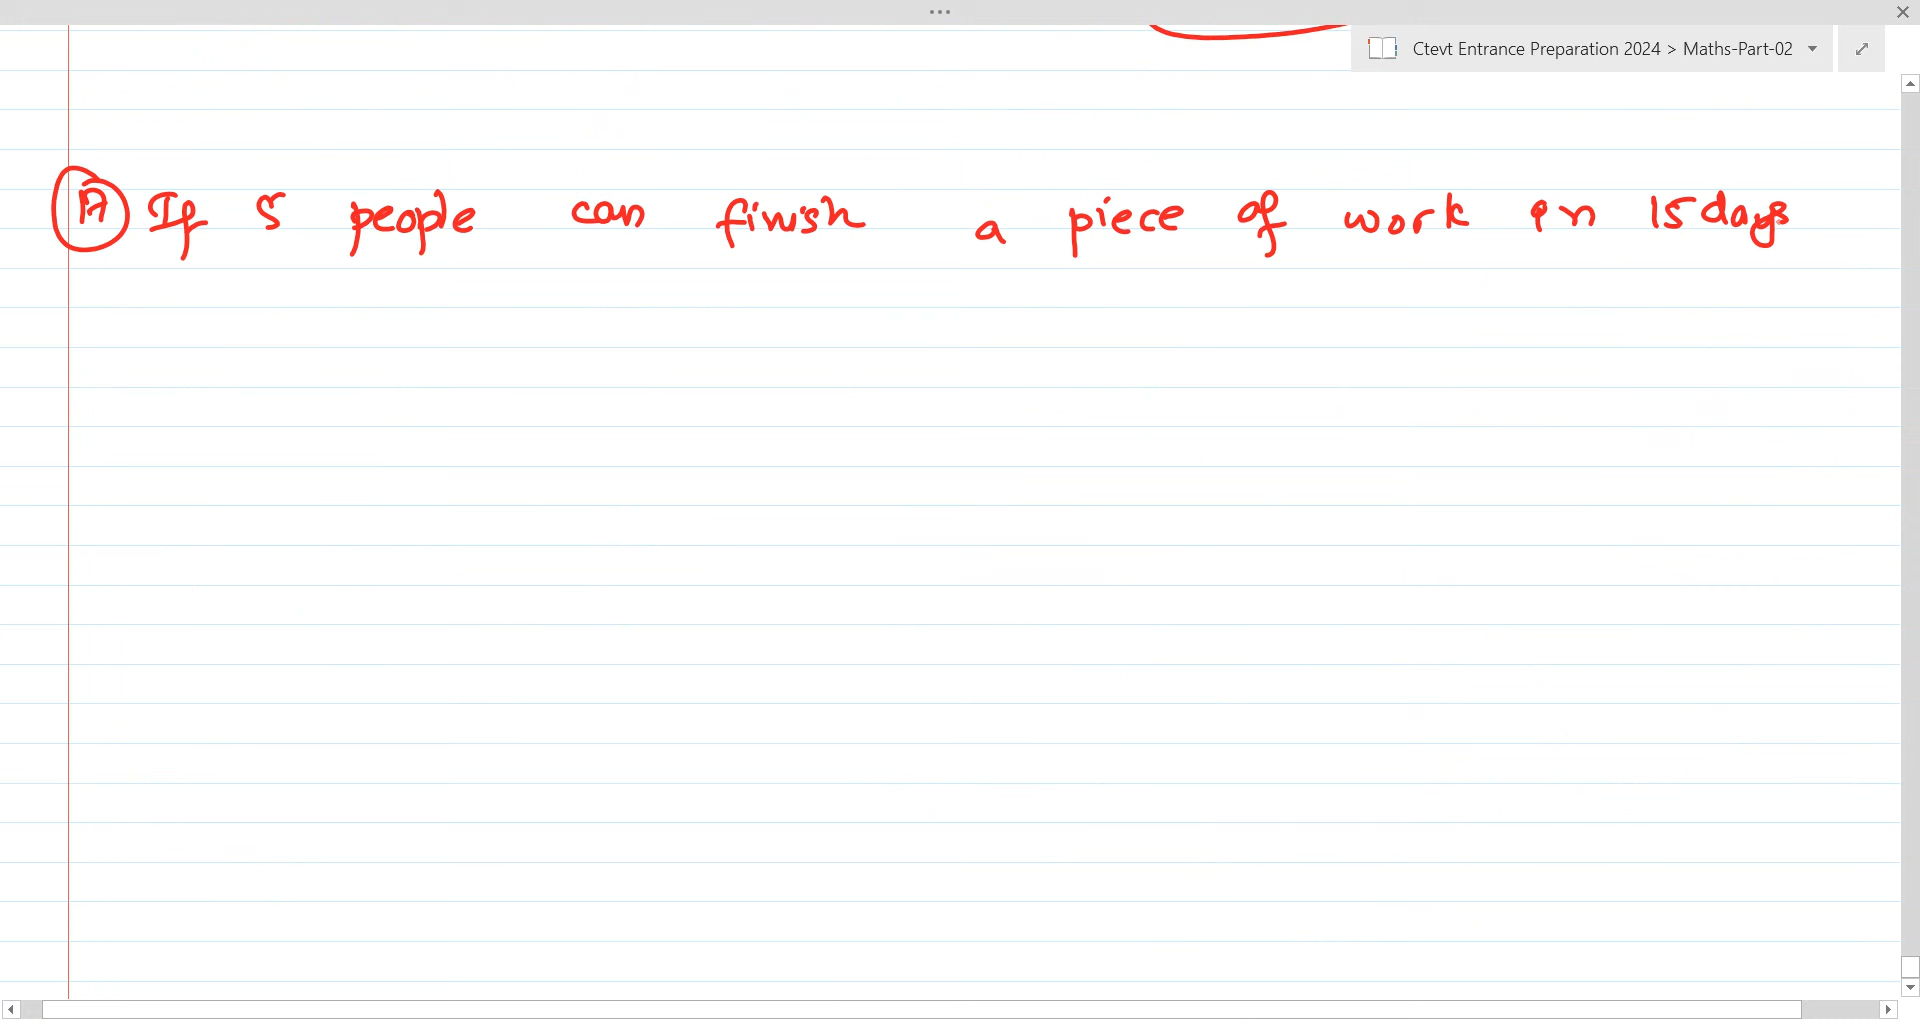 Ctevt Entrance Preparation 2024 > Maths-Part-02
A If 5 people can finish a piece of work in 15 days